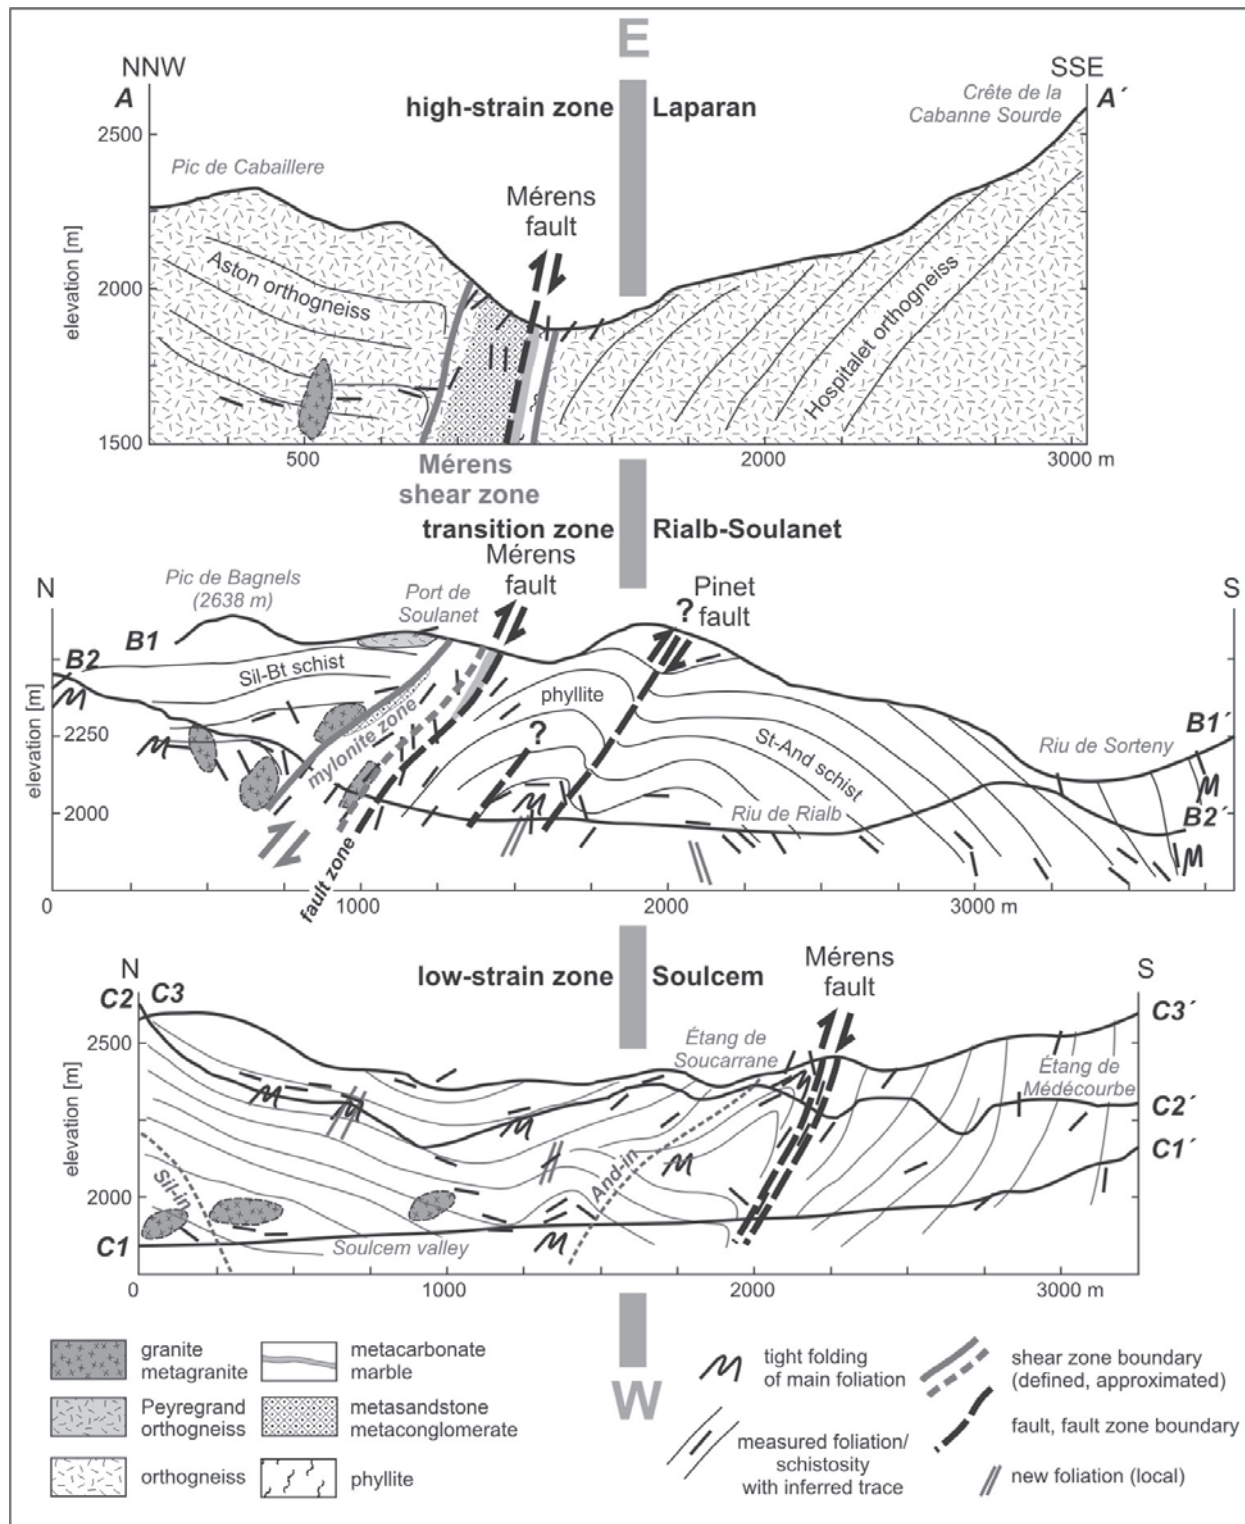 E
NNW
SSE
A
high-strain zone
Laparan
Crête de la
Cabanne Sourde
A´
2500
Pic de Cabaillere
Mérens
fault
elevation [m]
2000
Aston orthogneiss
Hospitalet orthogneiss
1500
500
2000
3000 m
Mérens
shear zone
transition zone
Rialb-Soulanet
Mérens
fault
N
Pic de Bagnels
(2638 m)
Port de
Soulanet
Pinet
fault
?
S
B1
B2
Sil-Bt schist
phyllite
elevation [m]
2250
mylonite zone
?
St-And schist
Riu de Sorteny
B1´
2000
Riu de Rialb
B2´
fault zone
0
1000
2000
3000 m
N
low-strain zone
Soulcem
Mérens
fault
S
C2
C3
C3´
2500
Étang de
Soucarrane
Étang de
Médécourbe
elevation [m]
C2´
C1´
2000
Sil-in
And-in
C1
Soulcem valley
0
1000
2000
3000 m
W
granite
metagranite
metacarbonate
marble
tight folding
of main foliation
shear zone boundary
(defined, approximated)
Peyregrand
orthogneiss
metasandstone
metaconglomerate
fault, fault zone boundary
measured foliation/
schistosity
with inferred trace
orthogneiss
phyllite
new foliation (local)